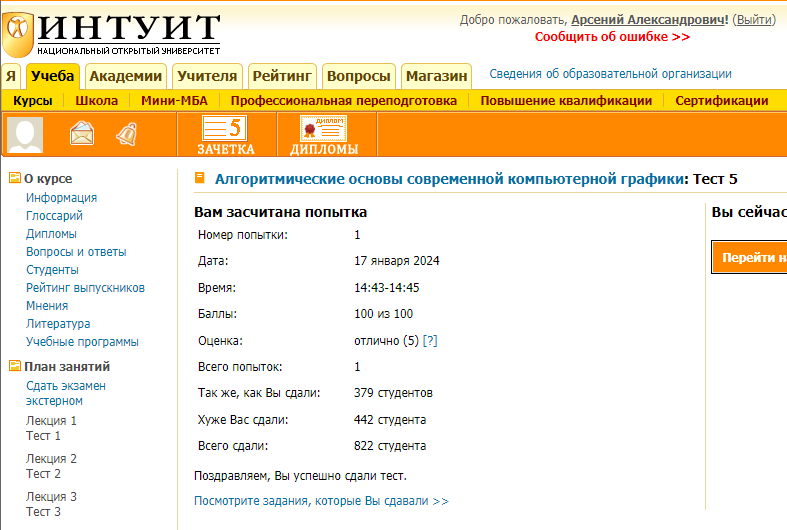 ИНТУИТ
НАЦИОНАЛЬНЫЙ ОТКРЫТЫЙ УНИВЕРСИТЕТ
Добро пожаловать, Арсений Александрович! (Выйти)
Сообщить об ошибке >>
Я Учеба Академии Учителя Рейтинг Вопросы Магазин Сведения об образовательной организации
Курсы Школа Мини-МБА Профессиональная переподготовка Повышение квалификации Сертификации
5 ДИПЛОМ
ЗАЧЕТКА ДИПЛОМЫ
О курсе
Информация
Глоссарий
Дипломы
Вопросы и ответы
Студенты
Рейтинг выпускников
Мнения
Литература
Учебные программы
План занятий
Сдать экзамен
экстерном
Лекция 1
Тест 1
Лекция 2
Тест 2
Лекция 3
Тест 3
Алгоритмические основы современной компьютерной графики: Тест 5
Вам засчитана попытка
Номер попытки: 1
Дата: 17 января 2024
Время: 14:43-14:45
Баллы: 100 из 100
Оценка: отлично (5) [?]
Всего попыток: 1
Так же, как Вы сдали: 379 студентов
Хуже Вас сдали: 442 студента
Всего сдали: 822 студента
Поздравляем, Вы успешно сдали тест.
Посмотрите задания, которые Вы сдавали >>
Вы сейчас
Перейти н